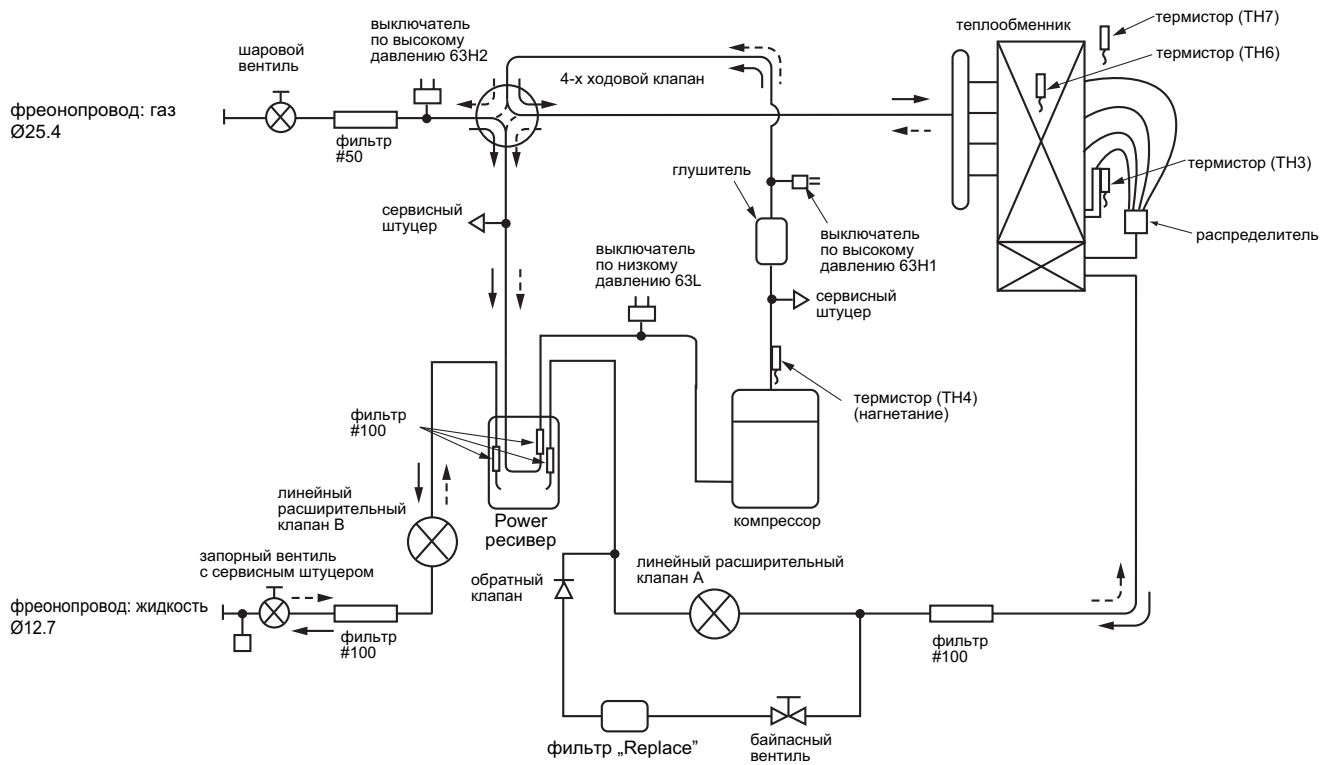 выключатель
по высокому
давлению 63H2
шаровой
вентиль
4-х ходовой клапан
теплообменник
термистор (TH7)
термистор (TH6)
фреонопровод: газ
Ø25.4
фильтр
#50
глушитель
термистор (TH3)
сервисный
штуцер
выключатель
по низкому
давлению 63L
выключатель
по высокому
давлению 63H1
распределитель
сервисный
штуцер
фильтр
#100
термистор (TH4)
(нагнетание)
линейный
расширительный
клапан B
Power
ресивер
компрессор
запорный вентиль
с сервисным штуцером
обратный
клапан
линейный расширительный
клапан A
фреонопровод: жидкость
Ø12.7
фильтр
#100
фильтр
#100
фильтр „Replace”
байпасный
вентиль